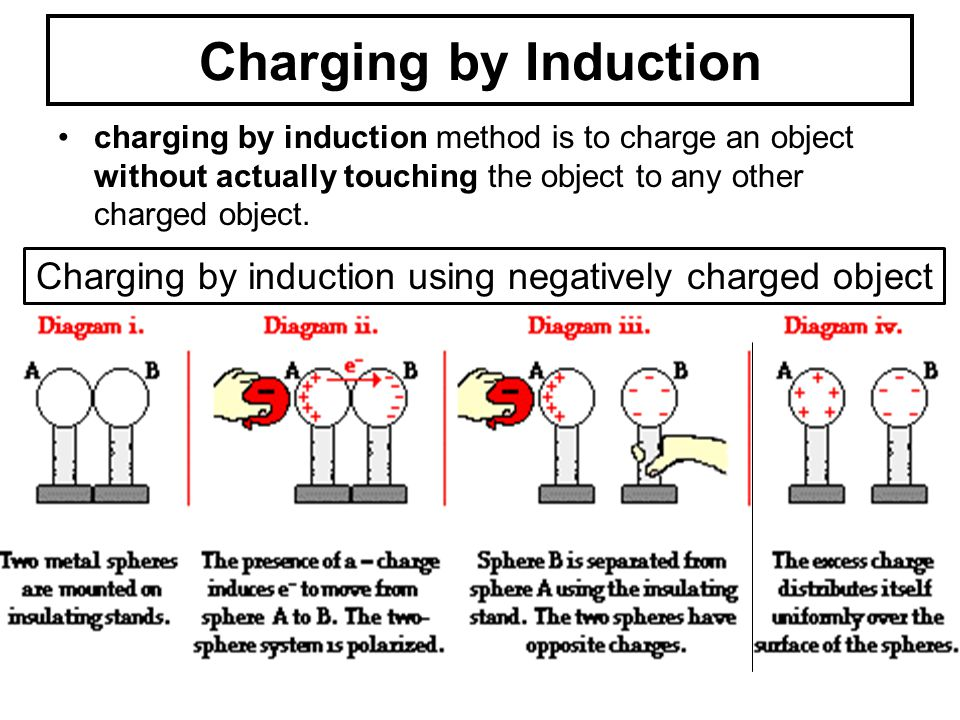 Charging by Induction
• charging by induction method is to charge an object
without actually touching the object to any other
charged object.
Charging by induction using negatively charged object
Diagram i.
Diagram ii.
Diagram iii.
Diagram iv.
A B
A e⁻ B
A B
A B
Two metal spheres
are mounted on
insulating stands.
The presence of a – charge
induces e⁻ to move from
sphere A to B. The two-
sphere system is polarized.
Sphere B is separated from
sphere A using the insulating
stand. The two spheres have
opposite charges.
The excess charge
distributes itself
uniformly over the
surface of the spheres.